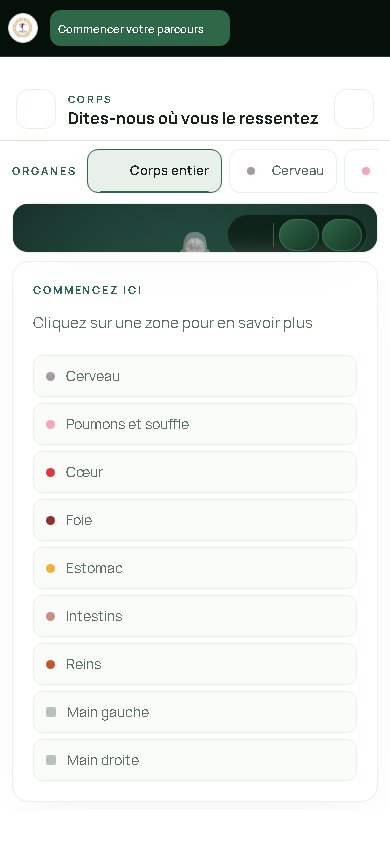 Commencer votre parcours
CORPS
Dites-nous où vous le ressentez
ORGANES
Corps entier
Cerveau
COMMENCEZ ICI
Cliquez sur une zone pour en savoir plus
Cerveau
Poumons et souffle
Cœur
Foie
Estomac
Intestins
Reins
Main gauche
Main droite